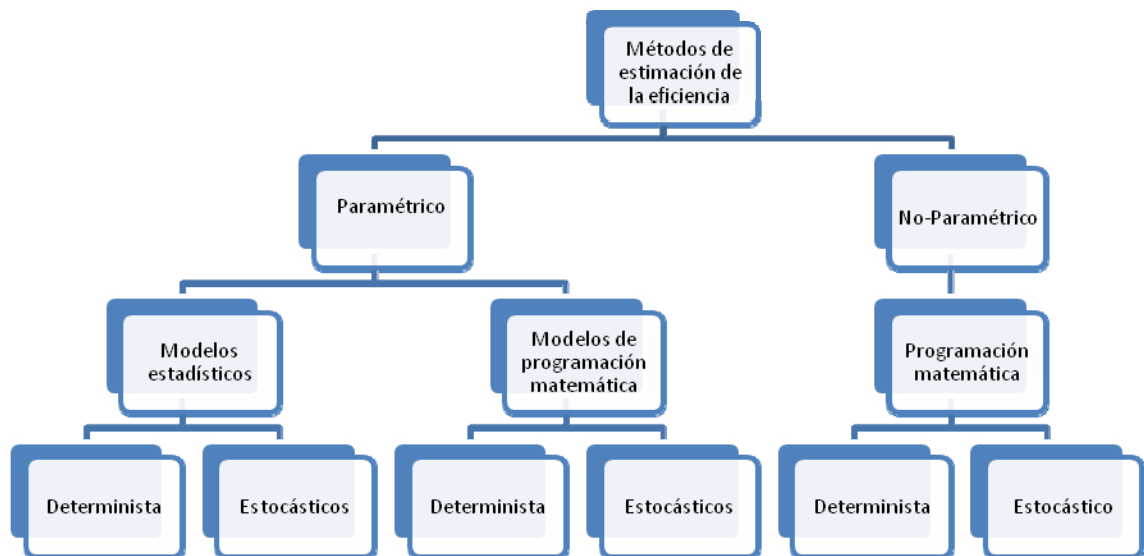 Métodos de
estimación de
la eficiencia
Paramétrico
No-Paramétrico
Modelos
estadísticos
Modelos de
programación
matemática
Programación
matemática
Determinista
Estocásticos
Determinista
Estocásticos
Determinista
Estocástico